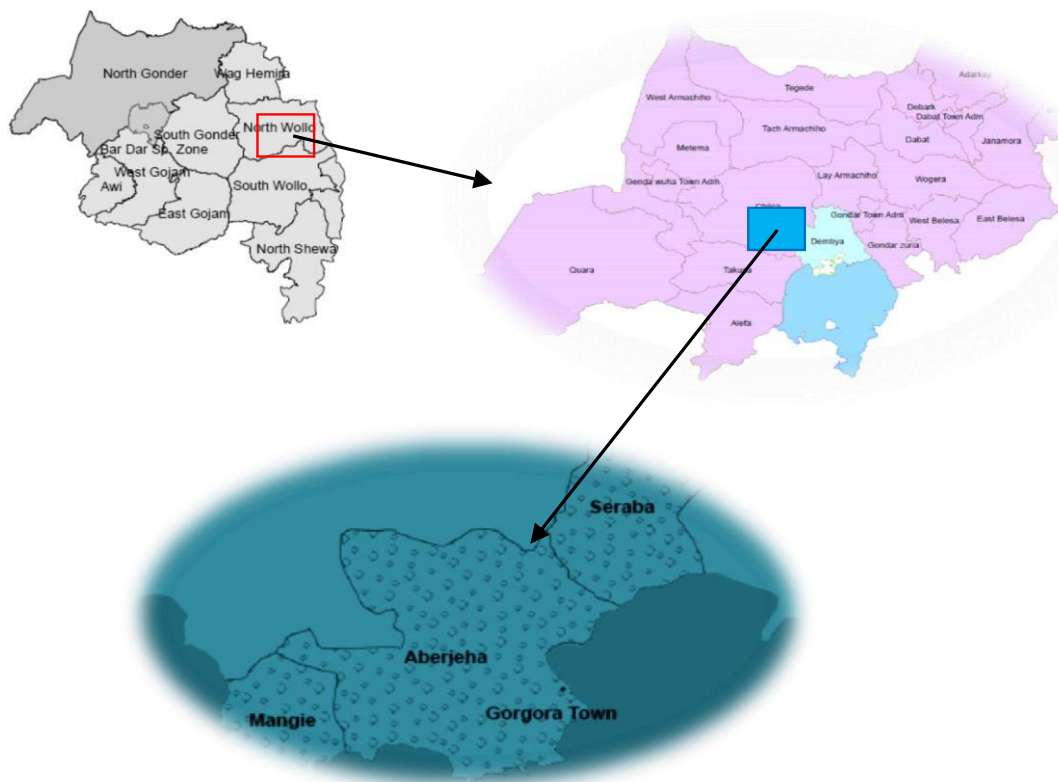 North Gonder
Wag Hemira
North Wollo
South Gonder
Zone
Bar Dar Sp.
West Gojam
Awi
South Wollo
East Gojam
North Shewa
Adarkay
Tegede
West Armachiho
Debark
Dabat Town Adm
Tach Armachiho
Dabat
Janamora
Metema
Lay Armachiho
Wogera
Genda wuha Town Adm
Gondar Town Adm
West Belesa
East Belesa
Dembya
Gondar zuria
Quara
Takusa
Alefa
Seraba
Aberjeha
Gorgora Town
Mangie